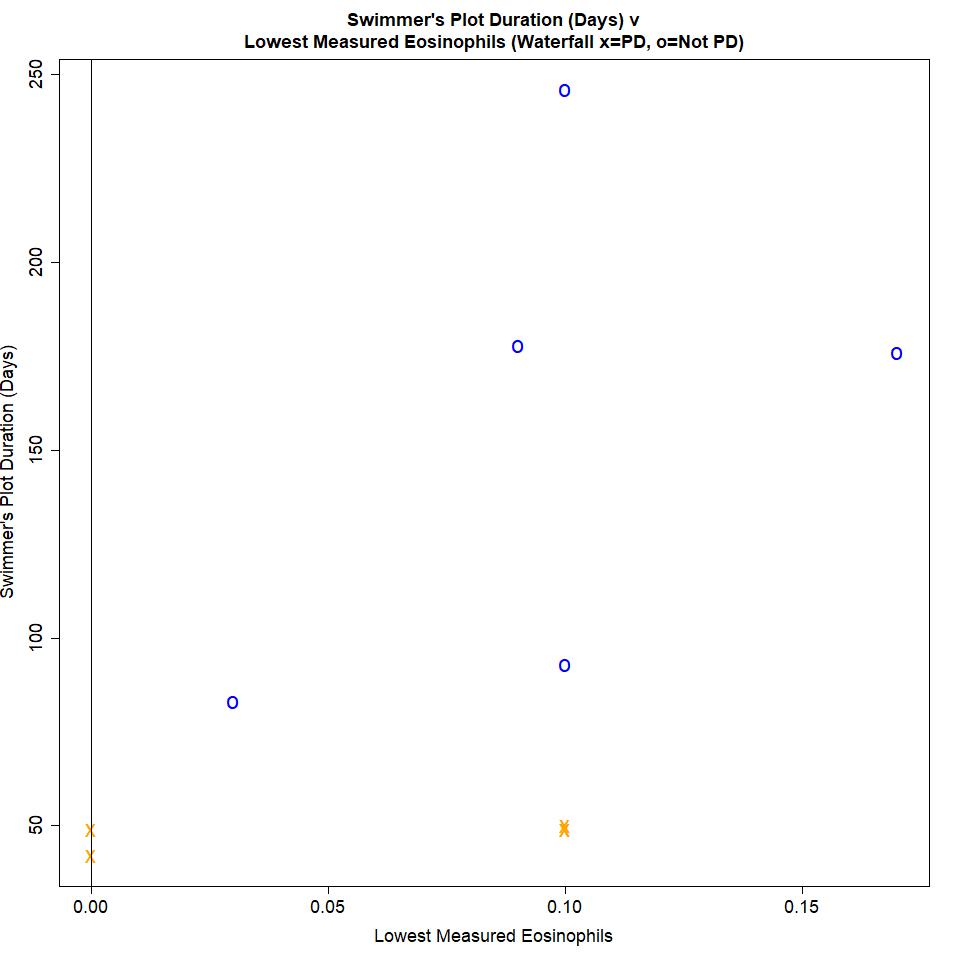 Swimmer's Plot Duration (Days) v
Lowest Measured Eosinophils (Waterfall x=PD, o=Not PD)
Swimmer's Plot Duration (Days)
250
200
150
100
50
0.00 0.05 0.10 0.15
Lowest Measured Eosinophils